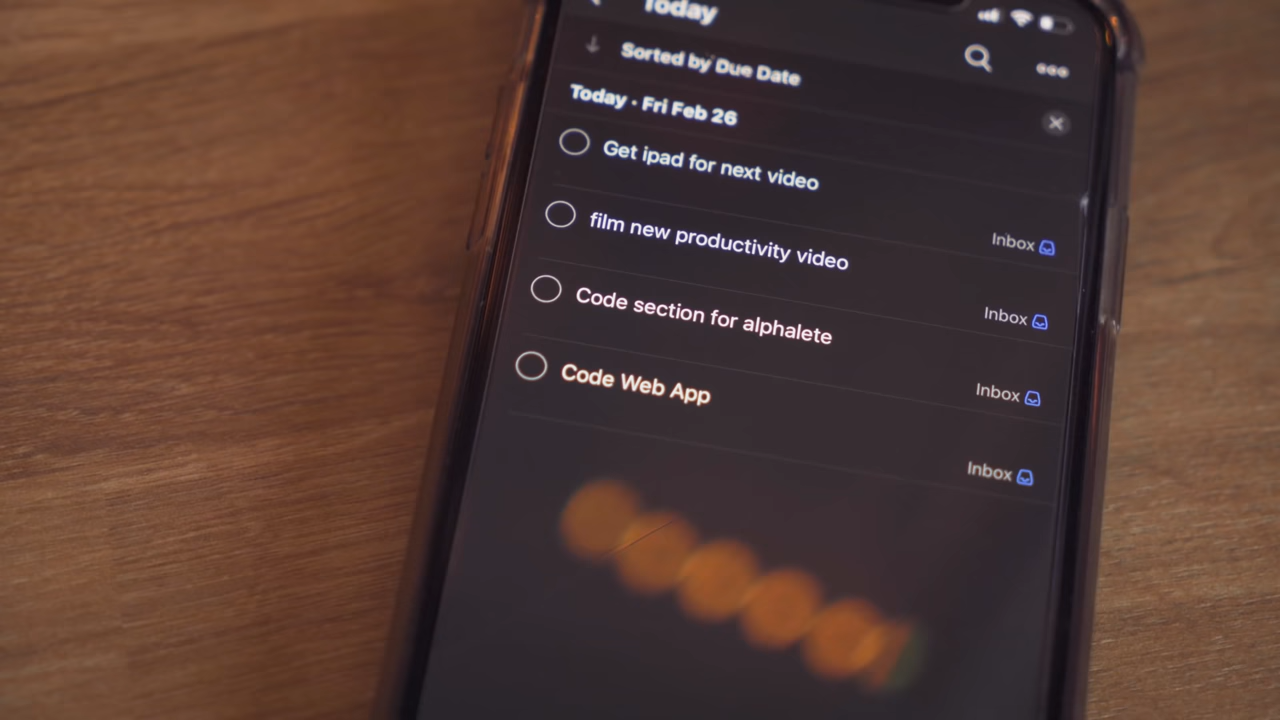 Today
Sorted by Due Date
Today · Fri Feb 26
Get ipad for next video
Inbox
film new productivity video
Inbox
Code section for alphalete
Inbox
Code Web App
Inbox